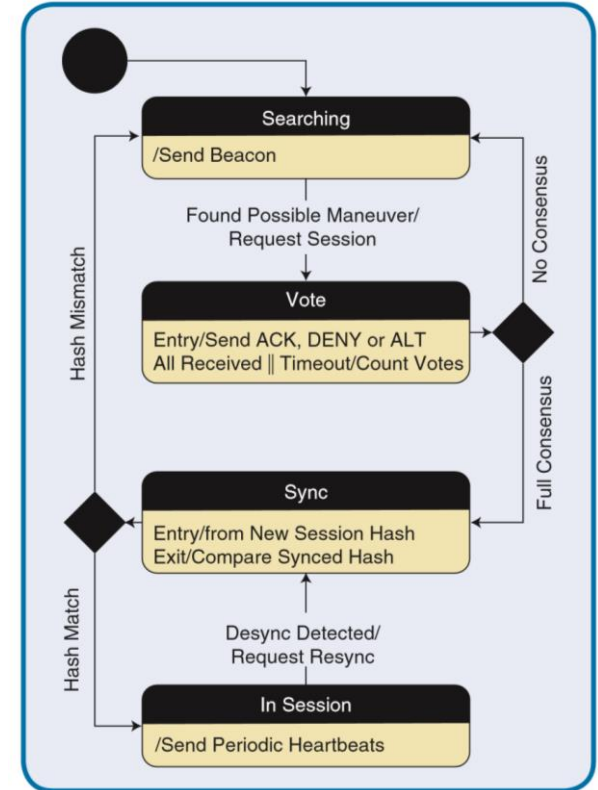 Searching
/Send Beacon
Found Possible Maneuver/
Request Session
Vote
Entry/Send ACK, DENY or ALT
All Received || Timeout/Count Votes
No Consensus
Full Consensus
Hash Mismatch
Sync
Entry/from New Session Hash
Exit/Compare Synced Hash
Hash Match
Desync Detected/
Request Resync
In Session
/Send Periodic Heartbeats